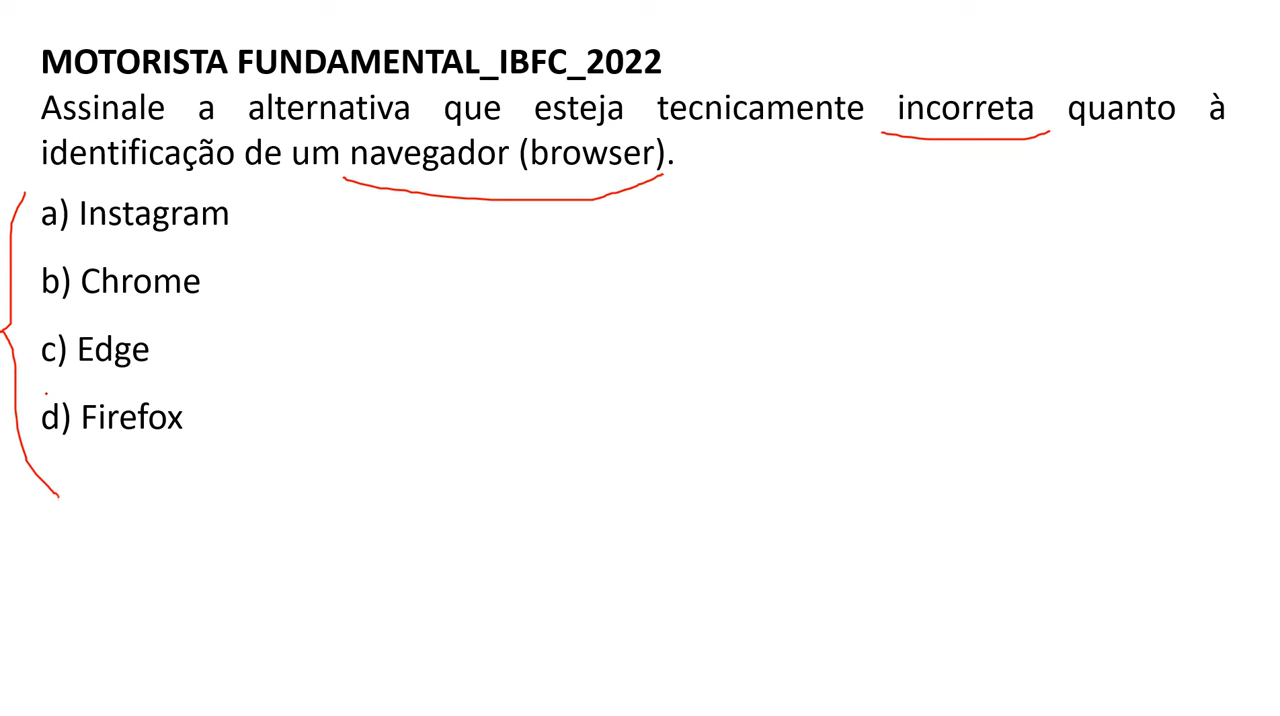 MOTORISTA FUNDAMENTAL_IBFC_2022
Assinale a alternativa que esteja tecnicamente incorreta quanto à
identificação de um navegador (browser).
a) Instagram
b) Chrome
c) Edge
d) Firefox